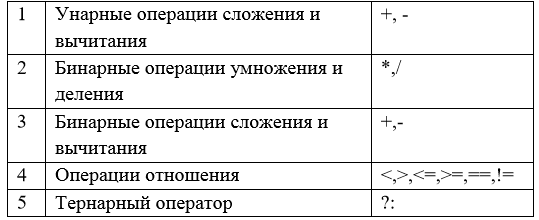 1 Унарные операции сложения и +, -
вычитания
2 Бинарные операции умножения и *,/
деления
3 Бинарные операции сложения и +,-
вычитания
4 Операции отношения <,>,<=,>=,==,!=
5 Тернарный оператор ?: